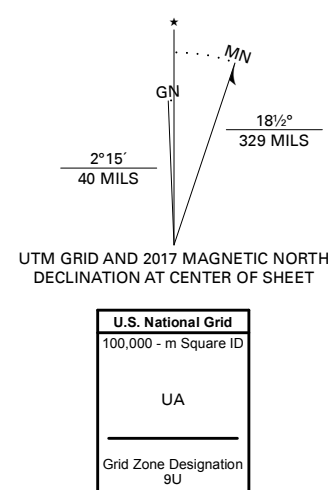 ★
MN
GN
18½°
329 MILS
2°15´
40 MILS
UTM GRID AND 2017 MAGNETIC NORTH
DECLINATION AT CENTER OF SHEET
U.S. National Grid
100,000 - m Square ID
UA
Grid Zone Designation
9U